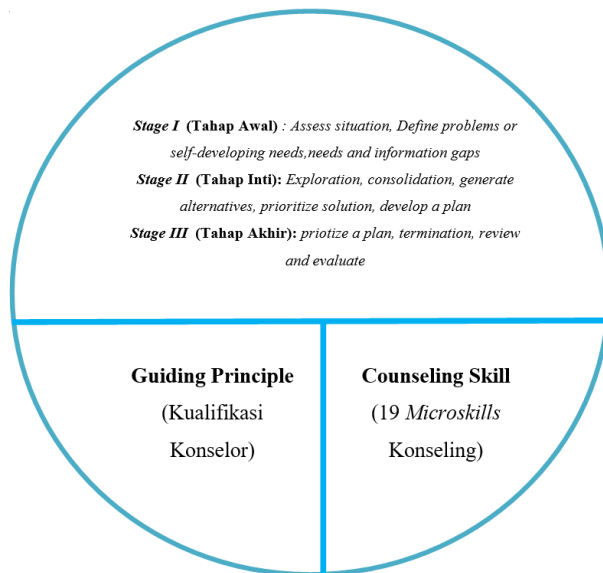 Stage I (Tahap Awal) : Assess situation, Define problems or
self-developing needs,needs and information gaps
Stage II (Tahap Inti): Exploration, consolidation, generate
alternatives, prioritize solution, develop a plan
Stage III (Tahap Akhir): priotize a plan, termination, review
and evaluate
Guiding Principle
(Kualifikasi
Konselor)
Counseling Skill
(19 Microskills
Konseling)